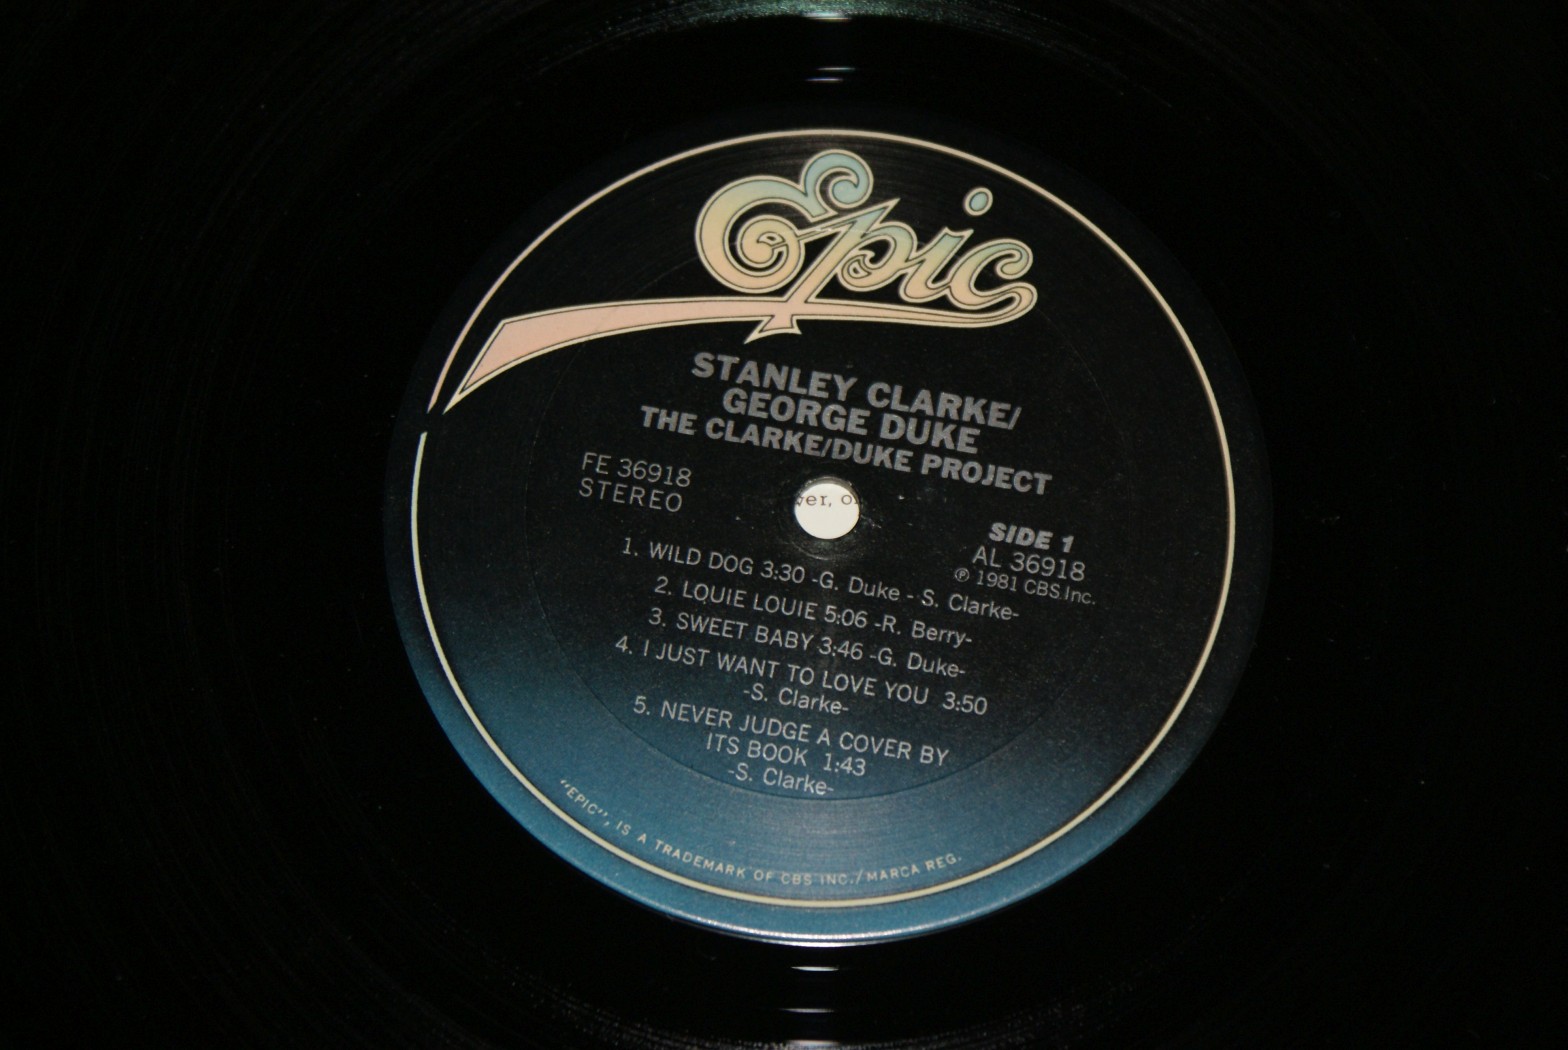 Epic
STANLEY CLARKE/
GEORGE DUKE
THE CLARKE/DUKE PROJECT
FE 36918
STEREO
SIDE 1
AL 36918
℗ 1981 CBS, Inc.
1. WILD DOG 3:30 -G. Duke - S. Clarke-
2. LOUIE LOUIE 5:06 -R. Berry-
3. SWEET BABY 3:46 -G. Duke-
4. I JUST WANT TO LOVE YOU 3:50
-S. Clarke-
5. NEVER JUDGE A COVER BY
ITS BOOK 1:43
-S. Clarke-
"EPIC", IS A TRADEMARK OF CBS INC./MARCA REG.